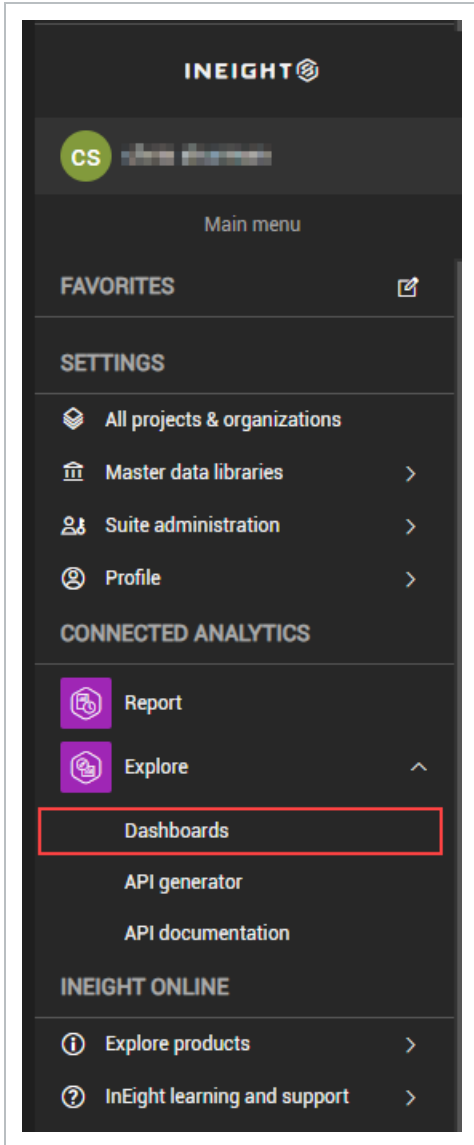 INEIGHT
CS
Main menu
FAVORITES
SETTINGS
All projects & organizations
Master data libraries
Suite administration
Profile
CONNECTED ANALYTICS
Report
Explore
Dashboards
API generator
API documentation
INEIGHT ONLINE
Explore products
InEight learning and support